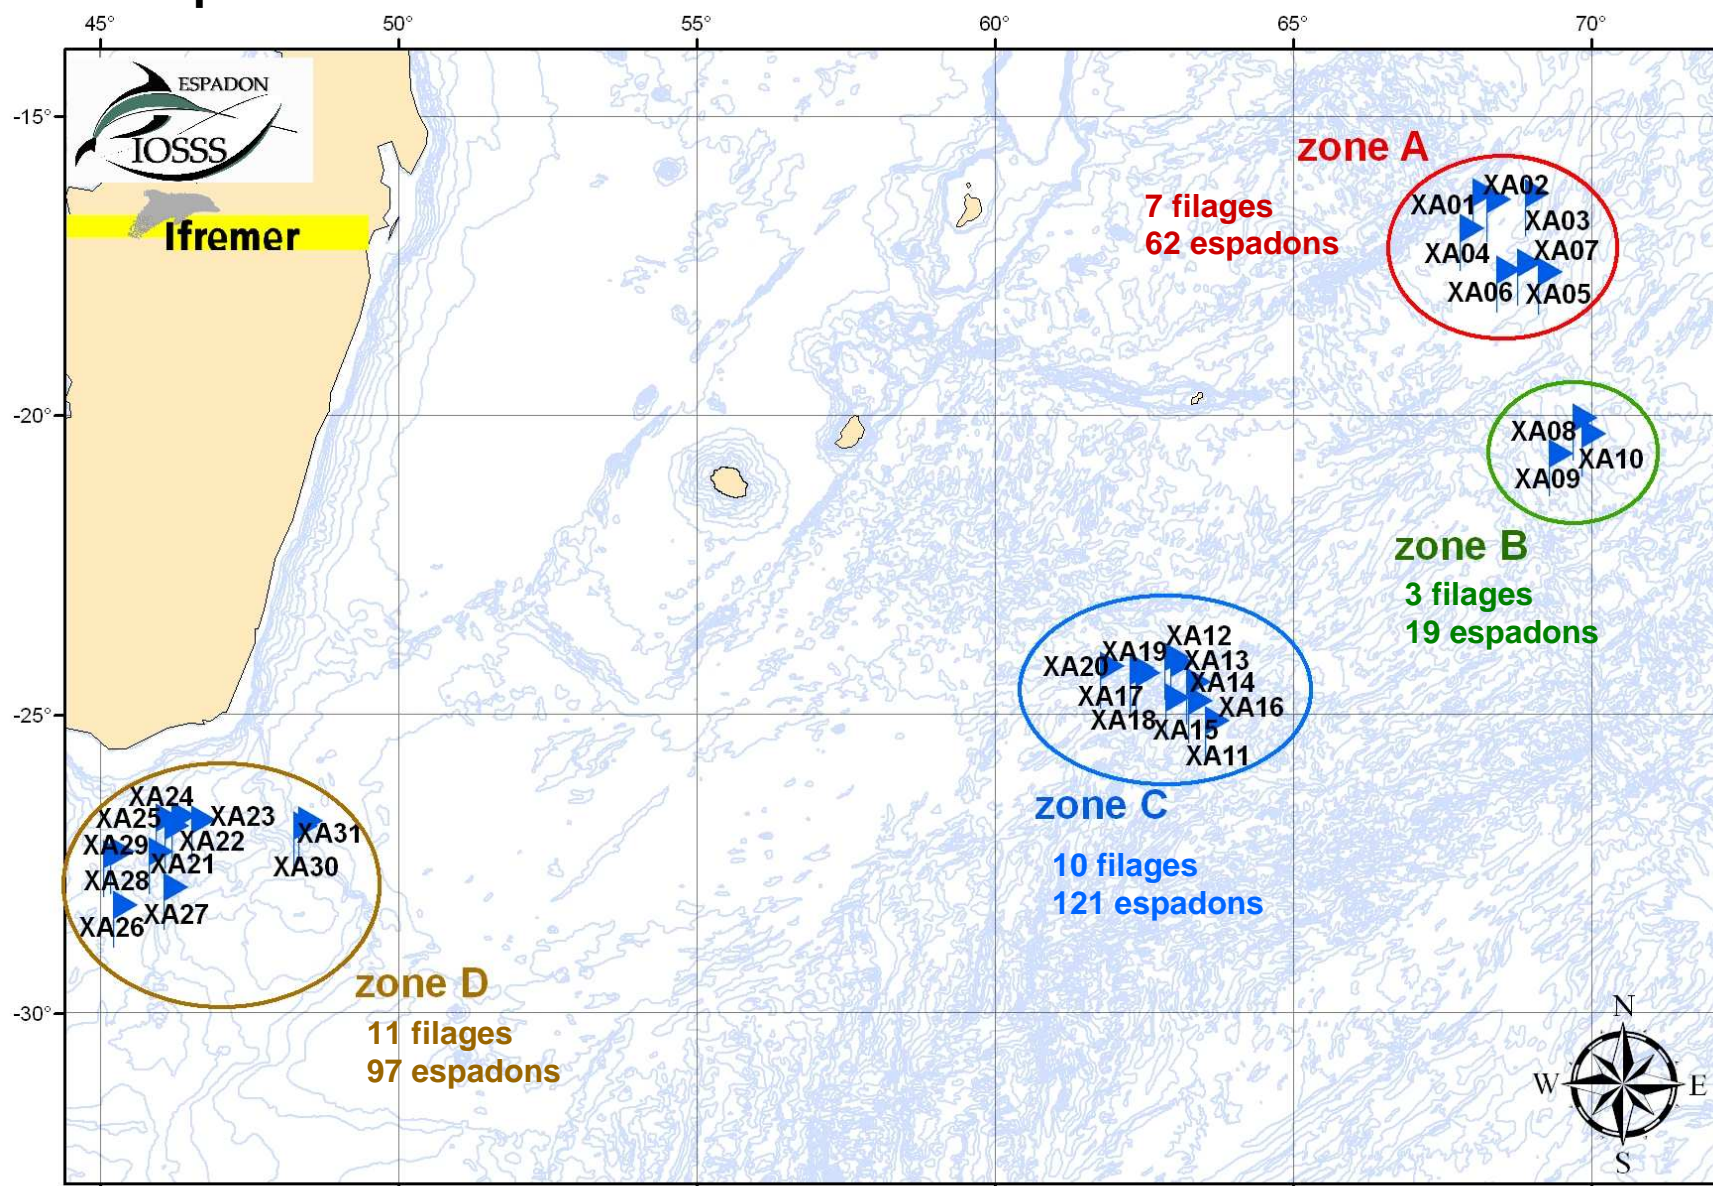 45°
50°
55°
60°
65°
70°
ESPADON
IOSSS
Ifremer
-15°
-20°
-25°
-30°
zone A
7 filages
62 espadons
XA02
XA01
XA03
XA04
XA07
XA06
XA05
XA08
XA10
XA09
zone B
3 filages
19 espadons
XA12
XA19
XA13
XA20
XA14
XA17
XA16
XA18
XA15
XA11
zone C
10 filages
121 espadons
XA24
XA25
XA23
XA31
XA22
XA29
XA21
XA30
XA28
XA27
XA26
zone D
11 filages
97 espadons
N
W
E
S